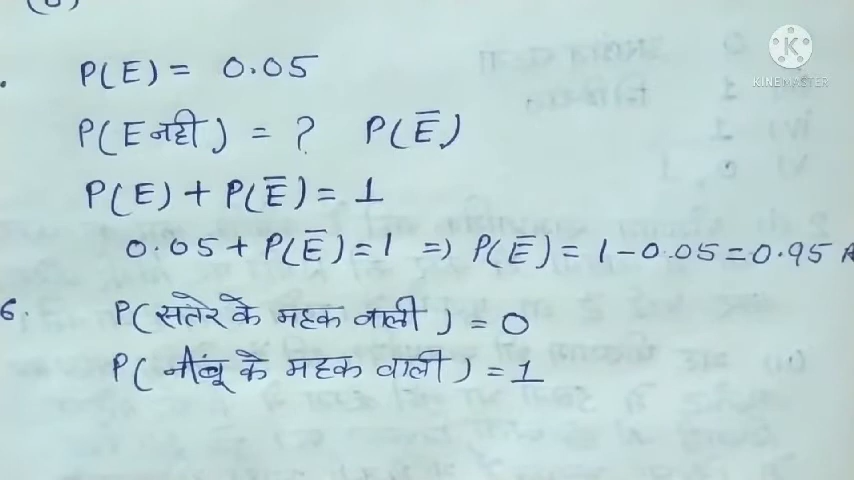 P(E) = 0.05
K
KINEMASTER
P(E नही) = ? P(Ē)
P(E) + P(Ē) = 1
0.05 + P(Ē) = 1 => P(Ē) = 1 - 0.05 = 0.95
6. P(संतरे के महक वाली) = 0
P(नींबू के महक वाली) = 1